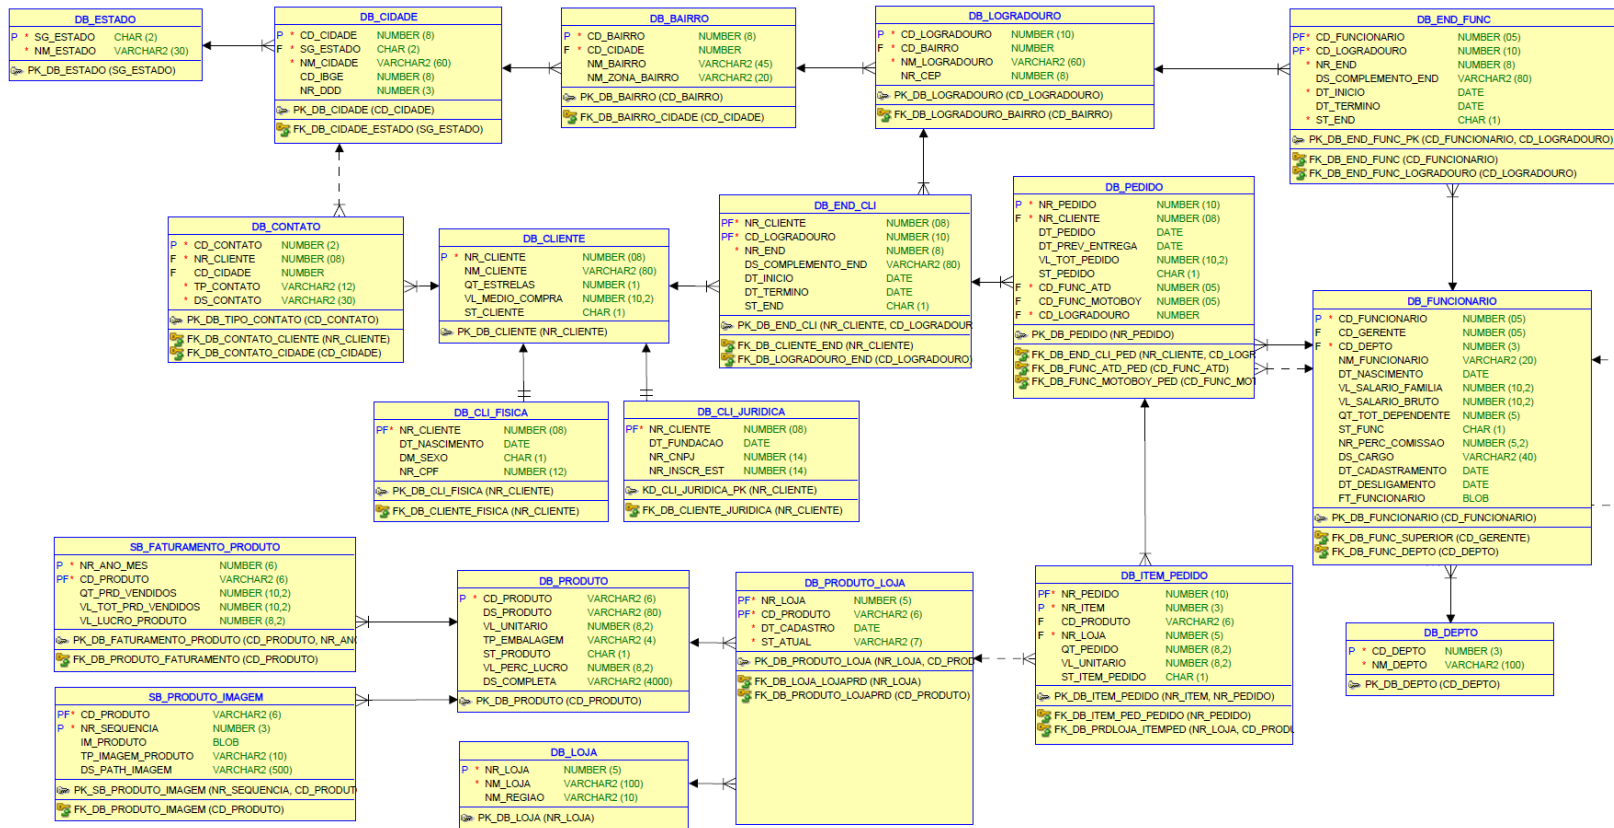 DB_ESTADO
P * SG_ESTADO CHAR (2)
* NM_ESTADO VARCHAR2 (30)
PK_DB_ESTADO (SG_ESTADO)
DB_CIDADE
P * CD_CIDADE NUMBER (8)
F * SG_ESTADO CHAR (2)
* NM_CIDADE VARCHAR2 (60)
CD_IBGE NUMBER (8)
NR_DDD NUMBER (3)
PK_DB_CIDADE (CD_CIDADE)
FK_DB_CIDADE_ESTADO (SG_ESTADO)
DB_BAIRRO
P * CD_BAIRRO NUMBER (8)
F * CD_CIDADE NUMBER
NM_BAIRRO VARCHAR2 (45)
NM_ZONA_BAIRRO VARCHAR2 (20)
PK_DB_BAIRRO (CD_BAIRRO)
FK_DB_BAIRRO_CIDADE (CD_CIDADE)
DB_LOGRADOURO
P * CD_LOGRADOURO NUMBER (10)
F * CD_BAIRRO NUMBER
* NM_LOGRADOURO VARCHAR2 (60)
NR_CEP NUMBER (8)
PK_DB_LOGRADOURO (CD_LOGRADOURO)
FK_DB_LOGRADOURO_BAIRRO (CD_BAIRRO)
DB_END_FUNC
PF* CD_FUNCIONARIO NUMBER (05)
PF* CD_LOGRADOURO NUMBER (10)
* NR_END NUMBER (8)
DS_COMPLEMENTO_END VARCHAR2 (80)
* DT_INICIO DATE
DT_TERMINO DATE
* ST_END CHAR (1)
PK_DB_END_FUNC_PK (CD_FUNCIONARIO, CD_LOGRADOURO)
FK_DB_END_FUNC (CD_FUNCIONARIO)
FK_DB_END_FUNC_LOGRADOURO (CD_LOGRADOURO)
DB_CONTATO
P * CD_CONTATO NUMBER (2)
F * NR_CLIENTE NUMBER (08)
F CD_CIDADE NUMBER
* TP_CONTATO VARCHAR2 (12)
* DS_CONTATO VARCHAR2 (30)
PK_DB_TIPO_CONTATO (CD_CONTATO)
FK_DB_CONTATO_CLIENTE (NR_CLIENTE)
FK_DB_CONTATO_CIDADE (CD_CIDADE)
DB_CLIENTE
P * NR_CLIENTE NUMBER (08)
NM_CLIENTE VARCHAR2 (80)
QT_ESTRELAS NUMBER (1)
VL_MEDIO_COMPRA NUMBER (10,2)
ST_CLIENTE CHAR (1)
PK_DB_CLIENTE (NR_CLIENTE)
DB_END_CLI
PF* NR_CLIENTE NUMBER (08)
PF* CD_LOGRADOURO NUMBER (10)
* NR_END NUMBER (8)
DS_COMPLEMENTO_END VARCHAR2 (80)
DT_INICIO DATE
DT_TERMINO DATE
ST_END CHAR (1)
PK_DB_END_CLI (NR_CLIENTE, CD_LOGRADOUR
FK_DB_CLIENTE_END (NR_CLIENTE)
FK_DB_LOGRADOURO_END (CD_LOGRADOURO)
DB_PEDIDO
P * NR_PEDIDO NUMBER (10)
F * NR_CLIENTE NUMBER (08)
DT_PEDIDO DATE
DT_PREV_ENTREGA DATE
VL_TOT_PEDIDO NUMBER (10,2)
ST_PEDIDO CHAR (1)
F * CD_FUNC_ATD NUMBER (05)
F CD_FUNC_MOTOBOY NUMBER (05)
F * CD_LOGRADOURO NUMBER
PK_DB_PEDIDO (NR_PEDIDO)
FK_DB_END_CLI_PED (NR_CLIENTE, CD_LOGR
FK_DB_FUNC_ATD_PED (CD_FUNC_ATD)
FK_DB_FUNC_MOTOBOY_PED (CD_FUNC_MOT
DB_FUNCIONARIO
P * CD_FUNCIONARIO NUMBER (05)
F CD_GERENTE NUMBER (05)
F * CD_DEPTO NUMBER (3)
NM_FUNCIONARIO VARCHAR2 (20)
DT_NASCIMENTO DATE
VL_SALARIO_FAMILIA NUMBER (10,2)
VL_SALARIO_BRUTO NUMBER (10,2)
QT_TOT_DEPENDENTE NUMBER (5)
ST_FUNC CHAR (1)
NR_PERC_COMISSAO NUMBER (5,2)
DS_CARGO VARCHAR2 (40)
DT_CADASTRAMENTO DATE
DT_DESLIGAMENTO DATE
FT_FUNCIONARIO BLOB
PK_DB_FUNCIONARIO (CD_FUNCIONARIO)
FK_DB_FUNC_SUPERIOR (CD_GERENTE)
FK_DB_FUNC_DEPTO (CD_DEPTO)
DB_CLI_FISICA
PF* NR_CLIENTE NUMBER (08)
DT_NASCIMENTO DATE
DM_SEXO CHAR (1)
NR_CPF NUMBER (12)
PK_DB_CLI_FISICA (NR_CLIENTE)
FK_DB_CLIENTE_FISICA (NR_CLIENTE)
DB_CLI_JURIDICA
PF* NR_CLIENTE NUMBER (08)
DT_FUNDACAO DATE
NR_CNPJ NUMBER (14)
NR_INSCR_EST NUMBER (14)
KD_CLI_JURIDICA_PK (NR_CLIENTE)
FK_DB_CLIENTE_JURIDICA (NR_CLIENTE)
SB_FATURAMENTO_PRODUTO
P * NR_ANO_MES NUMBER (6)
PF* CD_PRODUTO VARCHAR2 (6)
QT_PRD_VENDIDOS NUMBER (10,2)
VL_TOT_PRD_VENDIDOS NUMBER (10,2)
VL_LUCRO_PRODUTO NUMBER (8,2)
PK_DB_FATURAMENTO_PRODUTO (CD_PRODUTO, NR_AN
FK_DB_PRODUTO_FATURAMENTO (CD_PRODUTO)
DB_PRODUTO
P * CD_PRODUTO VARCHAR2 (6)
DS_PRODUTO VARCHAR2 (80)
VL_UNITARIO NUMBER (8,2)
TP_EMBALAGEM VARCHAR2 (4)
ST_PRODUTO CHAR (1)
VL_PERC_LUCRO NUMBER (8,2)
DS_COMPLETA VARCHAR2 (4000)
PK_DB_PRODUTO (CD_PRODUTO)
DB_PRODUTO_LOJA
PF* NR_LOJA NUMBER (5)
PF* CD_PRODUTO VARCHAR2 (6)
* DT_CADASTRO DATE
* ST_ATUAL VARCHAR2 (7)
PK_DB_PRODUTO_LOJA (NR_LOJA, CD_PROD
FK_DB_LOJA_LOJAPRD (NR_LOJA)
FK_DB_PRODUTO_LOJAPRD (CD_PRODUTO)
DB_ITEM_PEDIDO
PF* NR_PEDIDO NUMBER (10)
P * NR_ITEM NUMBER (3)
F CD_PRODUTO VARCHAR2 (6)
F * NR_LOJA NUMBER (5)
QT_PEDIDO NUMBER (8,2)
VL_UNITARIO NUMBER (8,2)
ST_ITEM_PEDIDO CHAR (1)
PK_DB_ITEM_PEDIDO (NR_ITEM, NR_PEDIDO)
FK_DB_ITEM_PED_PEDIDO (NR_PEDIDO)
FK_DB_PRDLOJA_ITEMPED (NR_LOJA, CD_PRODU
DB_DEPTO
P * CD_DEPTO NUMBER (3)
* NM_DEPTO VARCHAR2 (100)
PK_DB_DEPTO (CD_DEPTO)
SB_PRODUTO_IMAGEM
PF* CD_PRODUTO VARCHAR2 (6)
P * NR_SEQUENCIA NUMBER (3)
IM_PRODUTO BLOB
TP_IMAGEM_PRODUTO VARCHAR2 (10)
DS_PATH_IMAGEM VARCHAR2 (500)
PK_SB_PRODUTO_IMAGEM (NR_SEQUENCIA, CD_PRODUT
FK_DB_PRODUTO_IMAGEM (CD_PRODUTO)
DB_LOJA
P * NR_LOJA NUMBER (5)
* NM_LOJA VARCHAR2 (100)
NM_REGIAO VARCHAR2 (10)
PK_DB_LOJA (NR_LOJA)